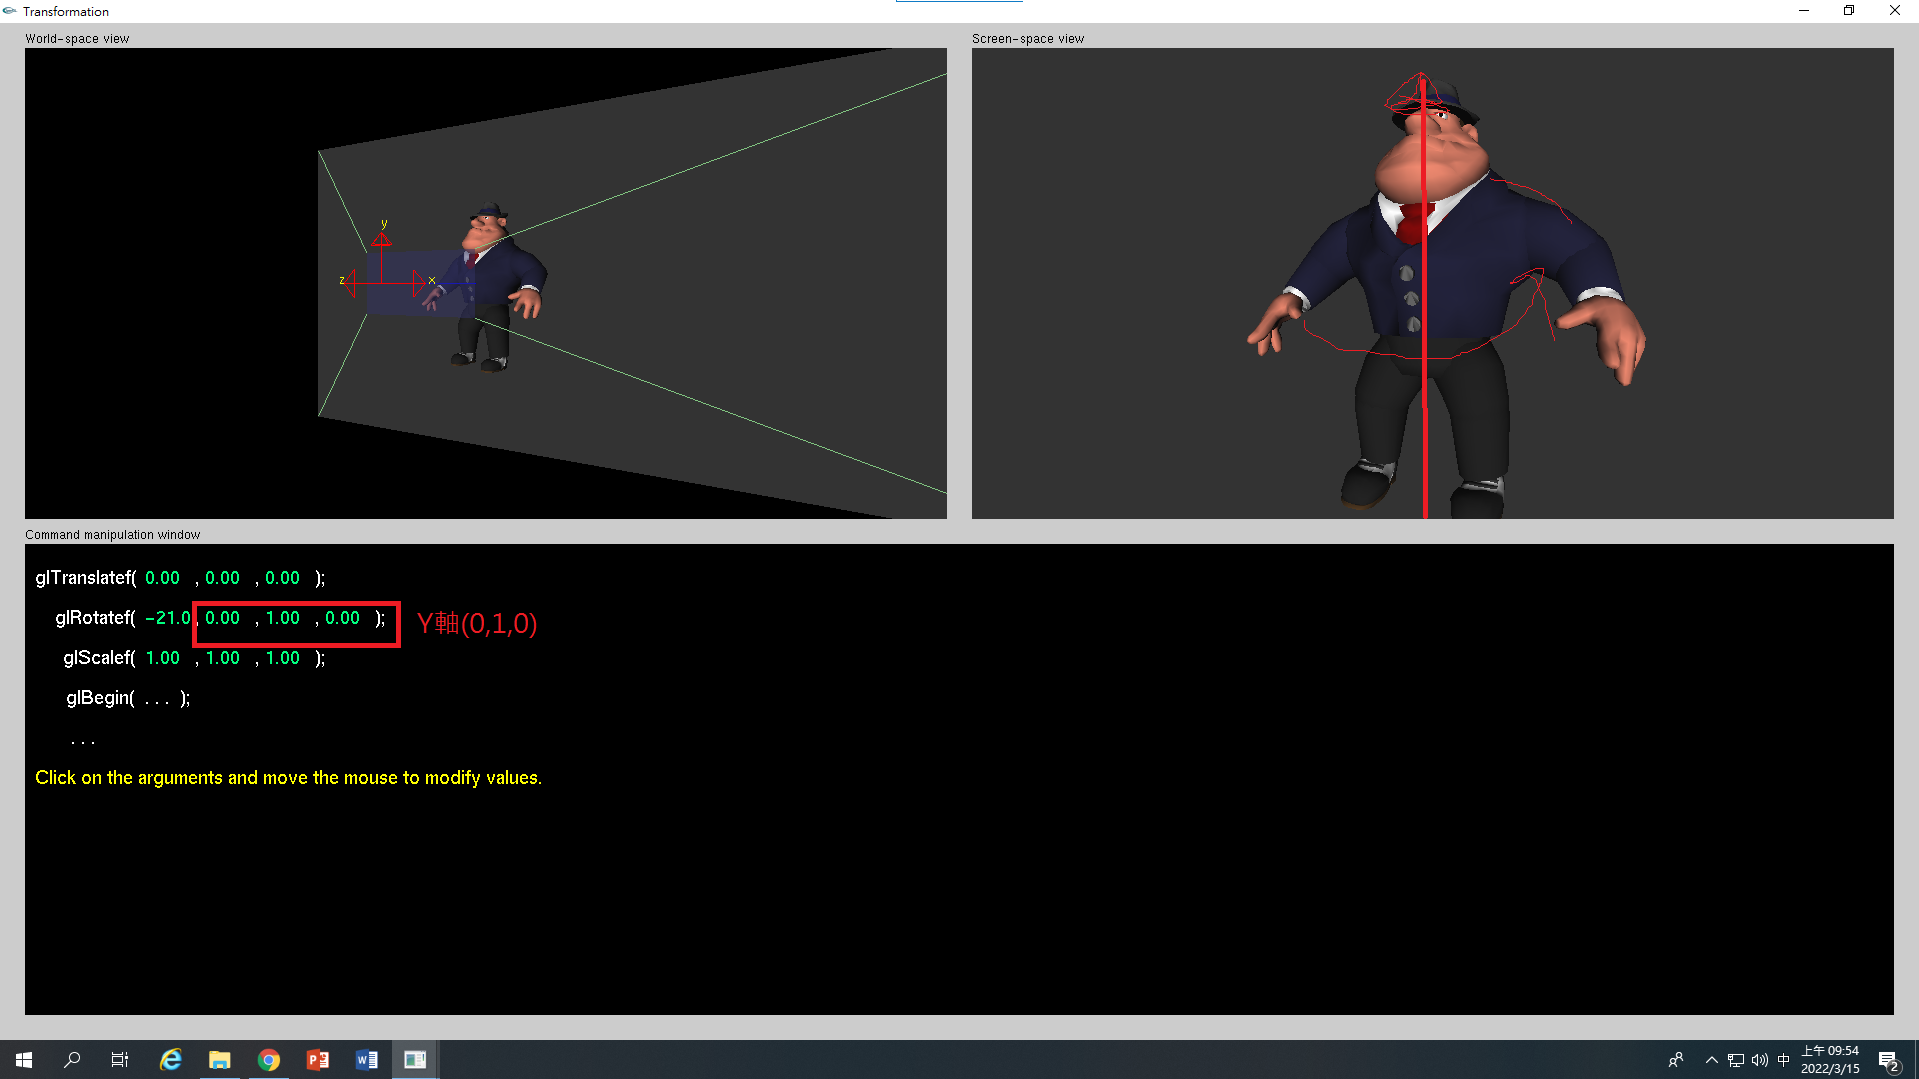 Transformation
World-space view
Screen-space view
y
z
x
Command manipulation window
glTranslatef( 0.00 , 0.00 , 0.00 );
glRotatef( -21.0 , 0.00 , 1.00 , 0.00 );
Y軸(0,1,0)
glScalef( 1.00 , 1.00 , 1.00 );
glBegin( . . . );
. . .
Click on the arguments and move the mouse to modify values.
中
上午 09:54
2022/3/15
2